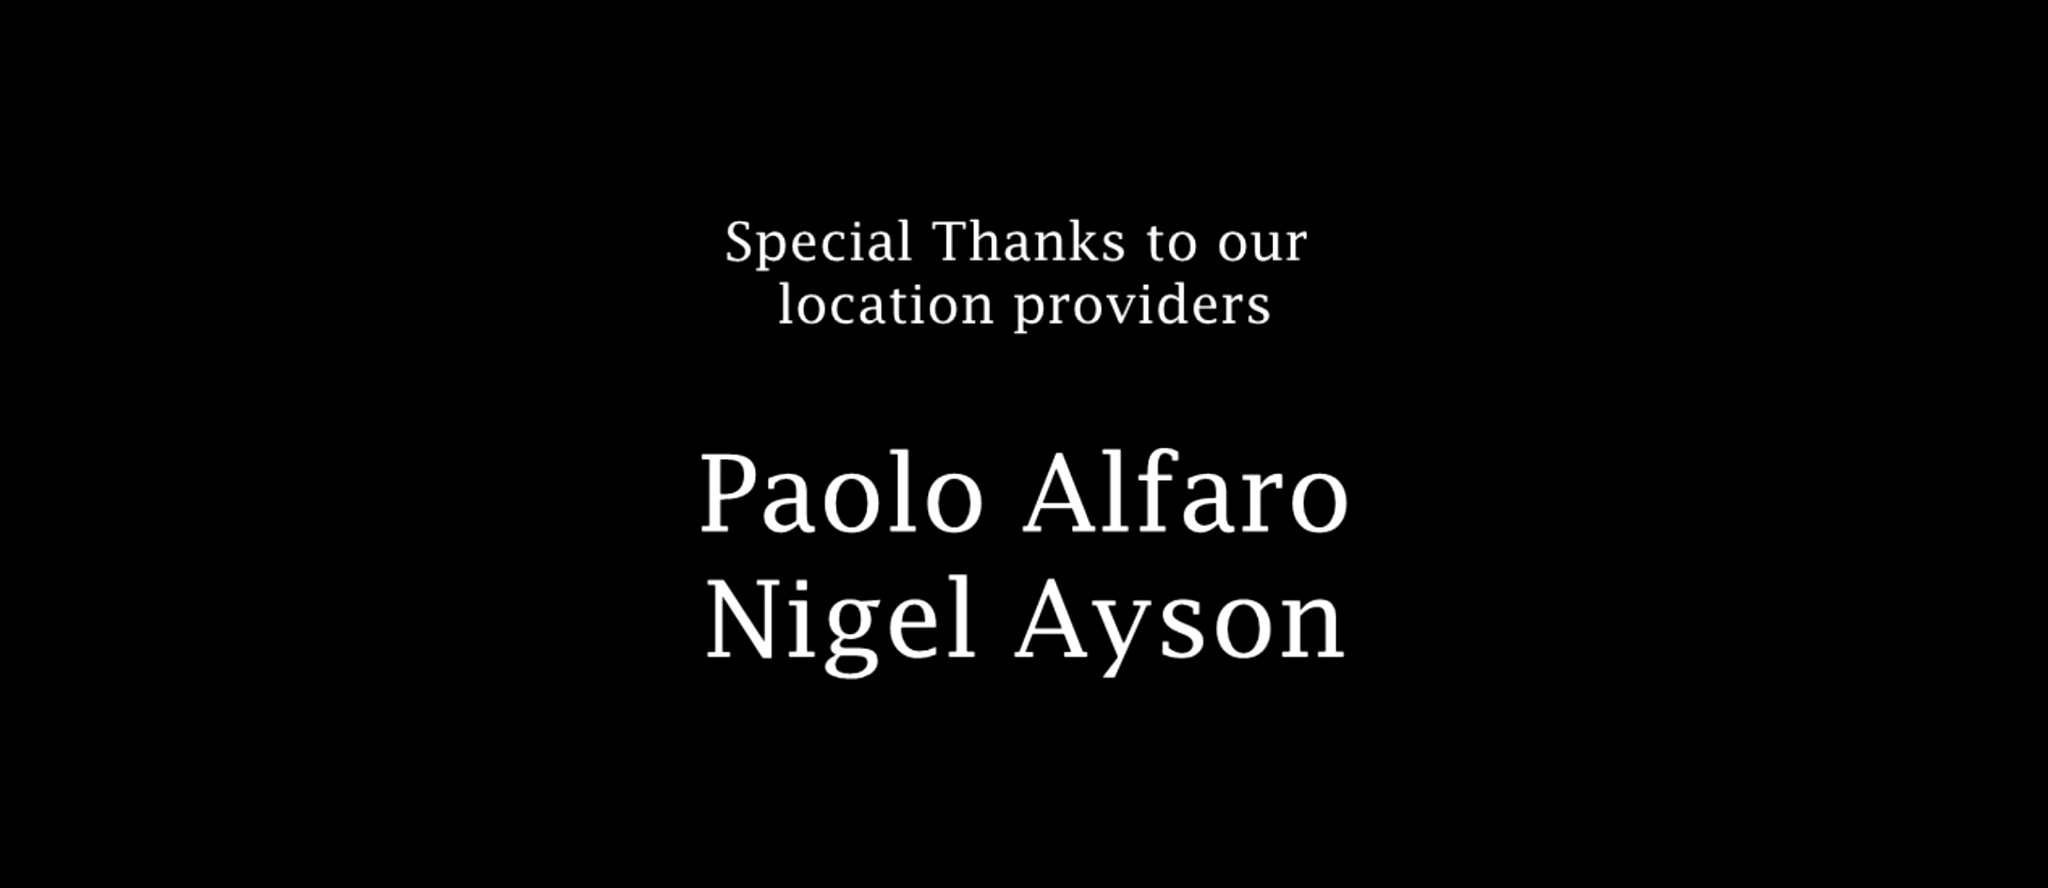 Special Thanks to our
location providers
Paolo Alfaro
Nigel Ayson